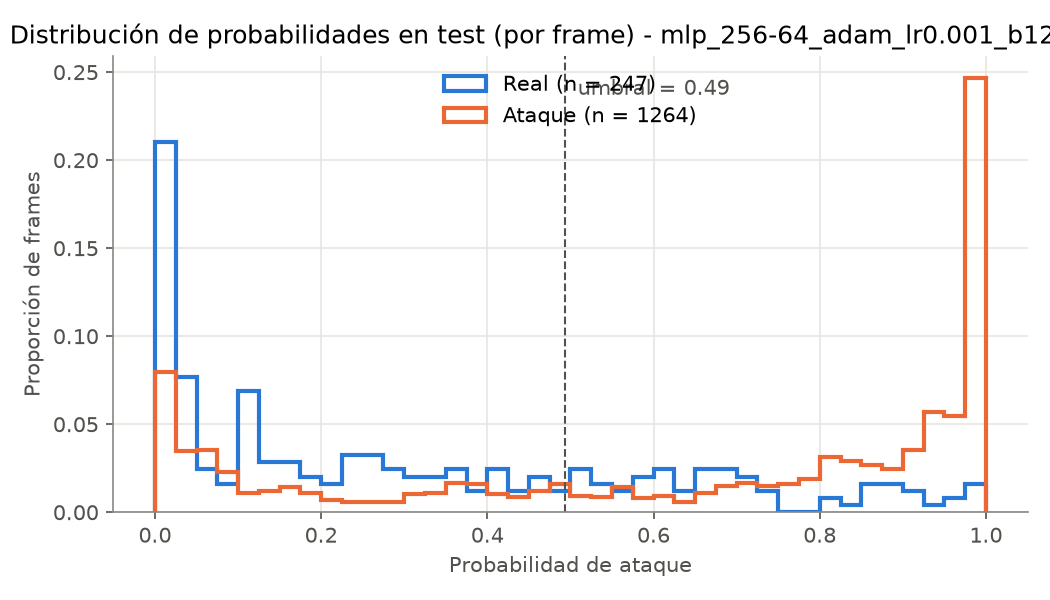 Distribución de probabilidades en test (por frame) - mlp_256-64_adam_lr0.001_b12
Real (n = 247)
umbral = 0.49
Ataque (n = 1264)
Proporción de frames
0.25
0.20
0.15
0.10
0.05
0.00
0.0 0.2 0.4 0.6 0.8 1.0
Probabilidad de ataque